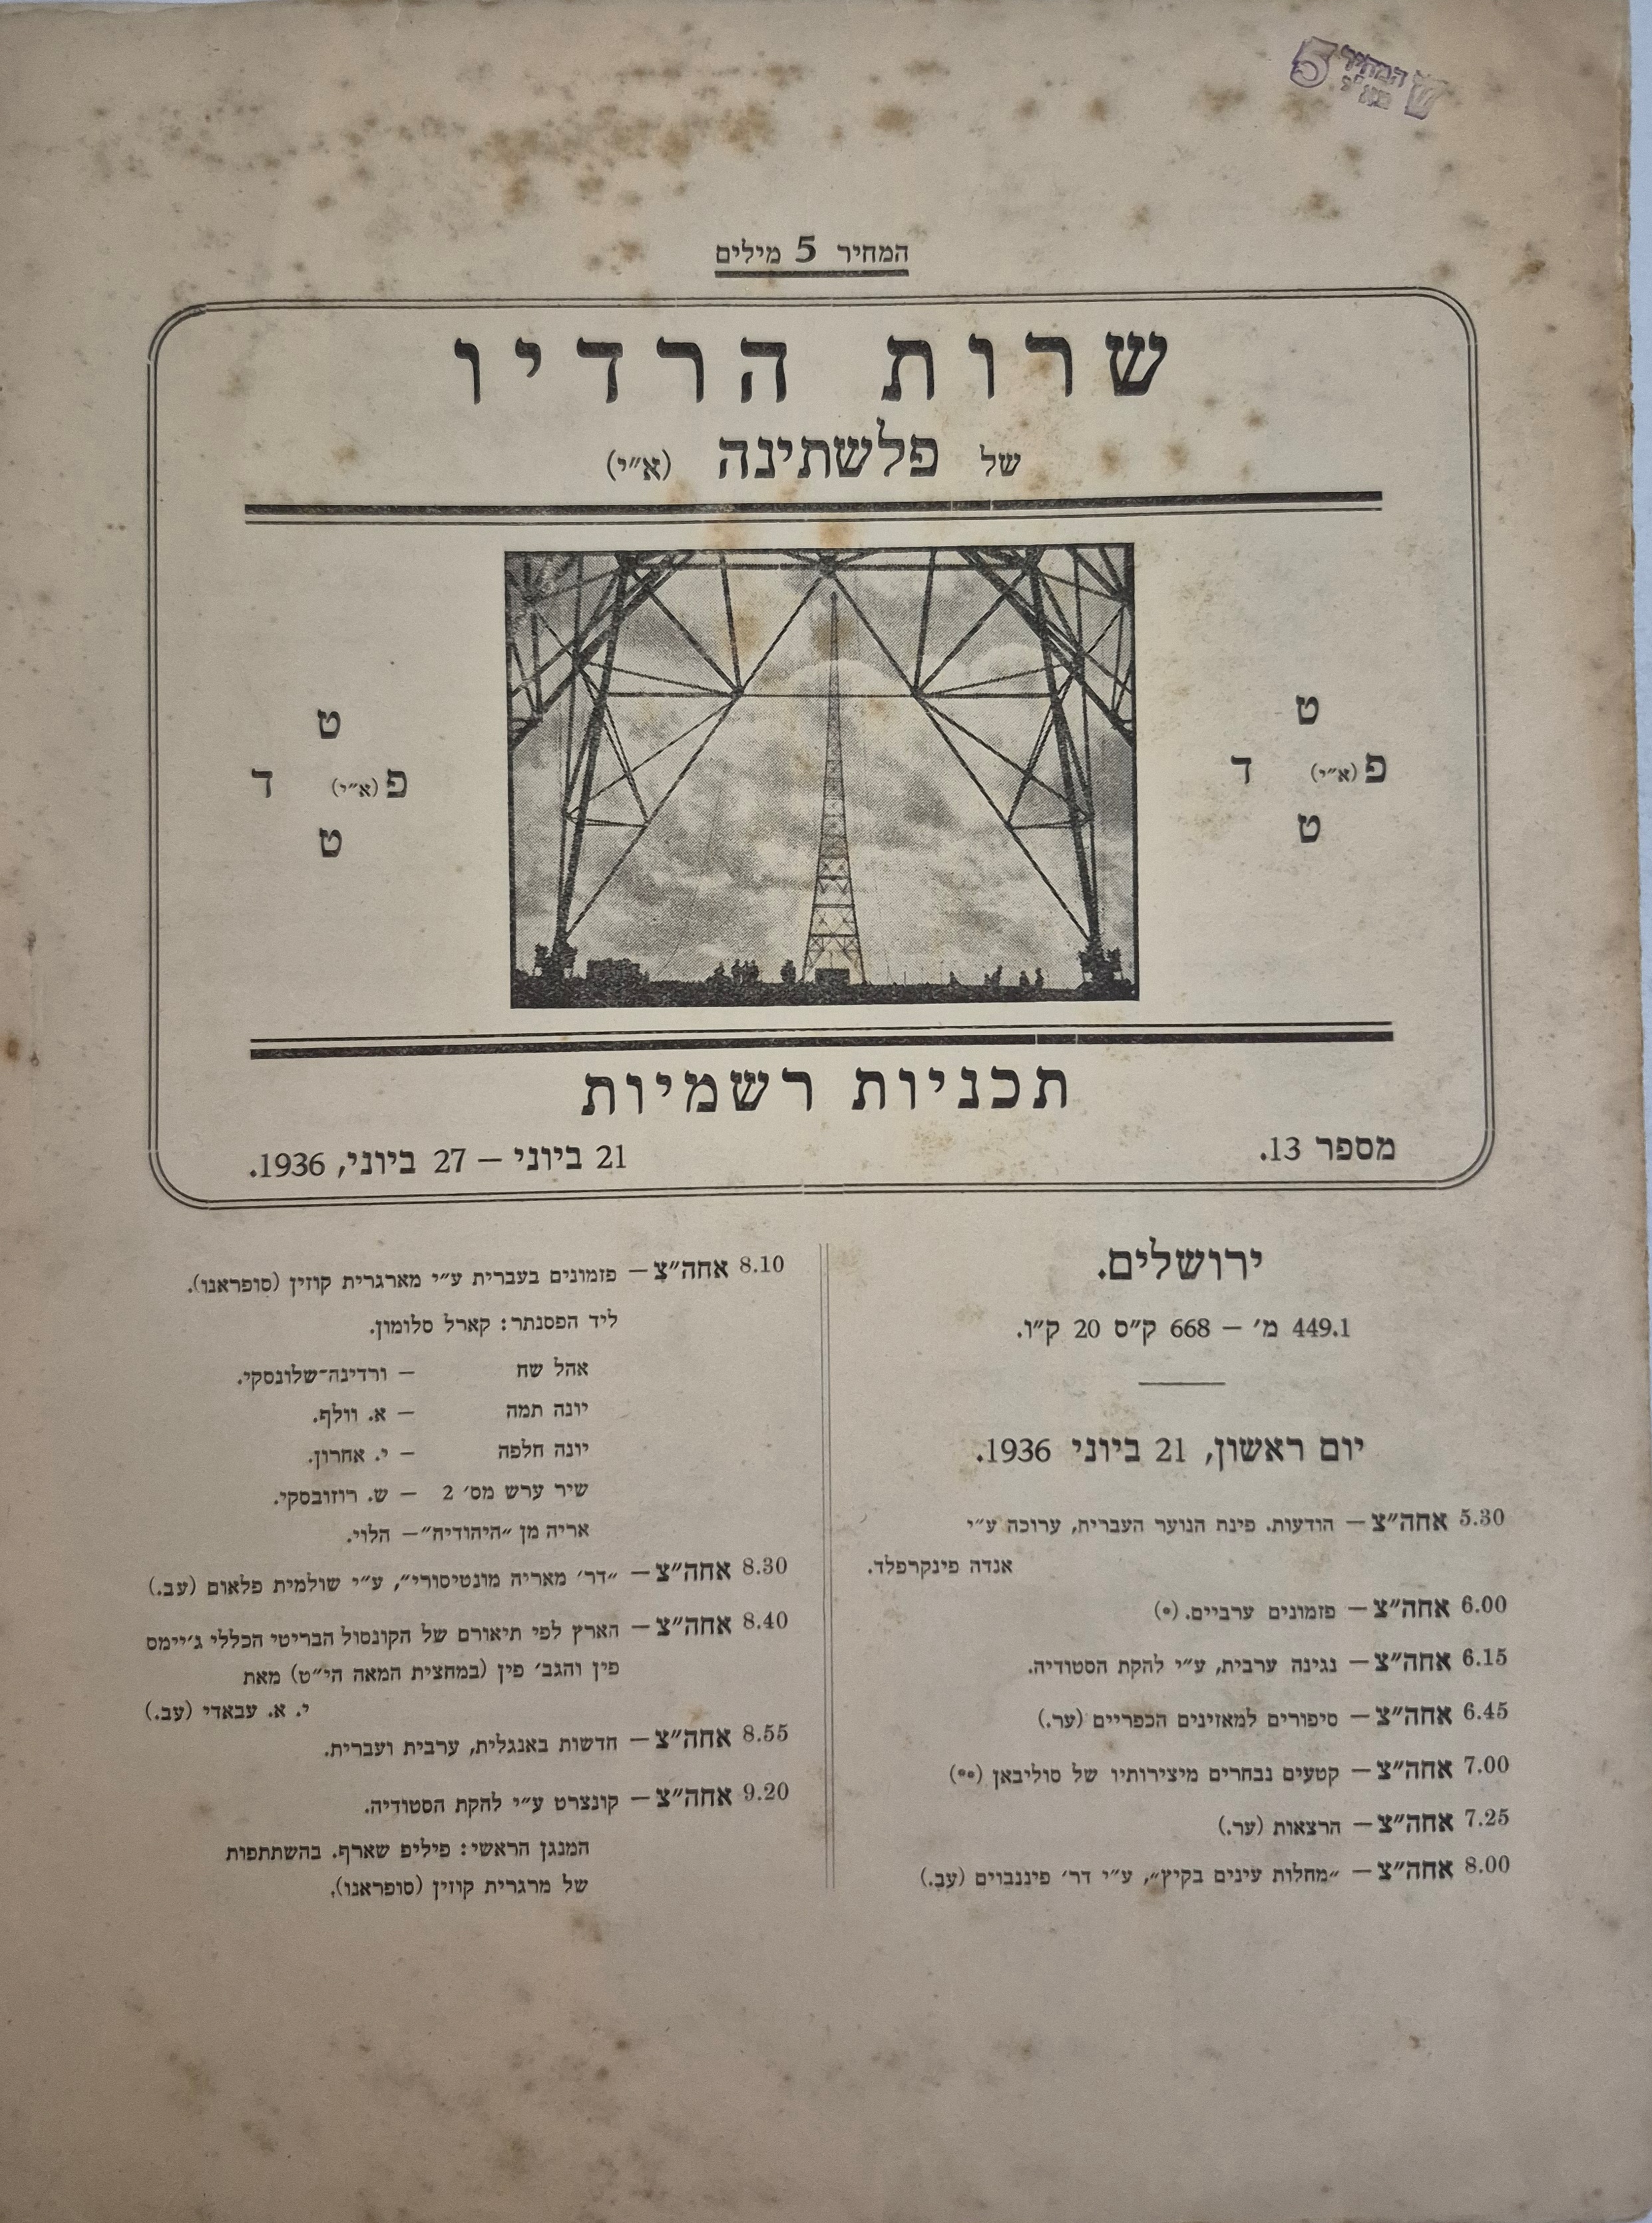 המחיר 5 מילים
שרות הרדיו
של פלשתינה (א״י)
ט
פ (א״י) ד
ט
ט
פ (א״י) ד
ט
תכניות רשמיות
מספר 13. 21 ביוני — 27 ביוני, 1936.
ירושלים.
449.1 מ׳ — 668 ק״ס 20 ק״ו.
יום ראשון, 21 ביוני 1936.
5.30 אחה״צ — הודעות. פינת הנוער העברית, ערוכה ע״י
אנדה פינקרפלד.
6.00 אחה״צ — פזמונים ערביים. (*)
6.15 אחה״צ — נגינה ערבית, ע״י להקת הסטודיה.
6.45 אחה״צ — סיפורים למאזינים הכפריים (ער.)
7.00 אחה״צ — קטעים נבחרים מיצירותיו של סוליבאן (**)
7.25 אחה״צ — הרצאות (ער.)
8.00 אחה״צ — ״מחלות עינים בקיץ״, ע״י דר׳ פיננבוים (עב.)
8.10 אחה״צ — פזמונים בעברית ע״י מארגרית קוזין (סופראנו).
ליד הפסנתר: קארל סלומון.
אהל שח — ורדינה־שלונסקי.
יונה תמה — א. וולף.
יונה חלפה — י. אחרון.
שיר ערש מס׳ 2 — ש. רוזובסקי.
אריה מן ״היהודיה״ — הלוי.
8.30 אחה״צ — ״דר׳ מאריה מונטיסורי״, ע״י שולמית פלאום (עב.)
8.40 אחה״צ — הארץ לפי תיאורם של הקונסול הבריטי הכללי ג׳יימס
פין והגב׳ פין (במחצית המאה הי״ט) מאת
י. א. עבאדי (עב.)
8.55 אחה״צ — חדשות באנגלית, ערבית ועברית.
9.20 אחה״צ — קונצרט ע״י להקת הסטודיה.
המנגן הראשי: פיליפ שארף. בהשתתפות
של מרגרית קוזין (סופראנו).